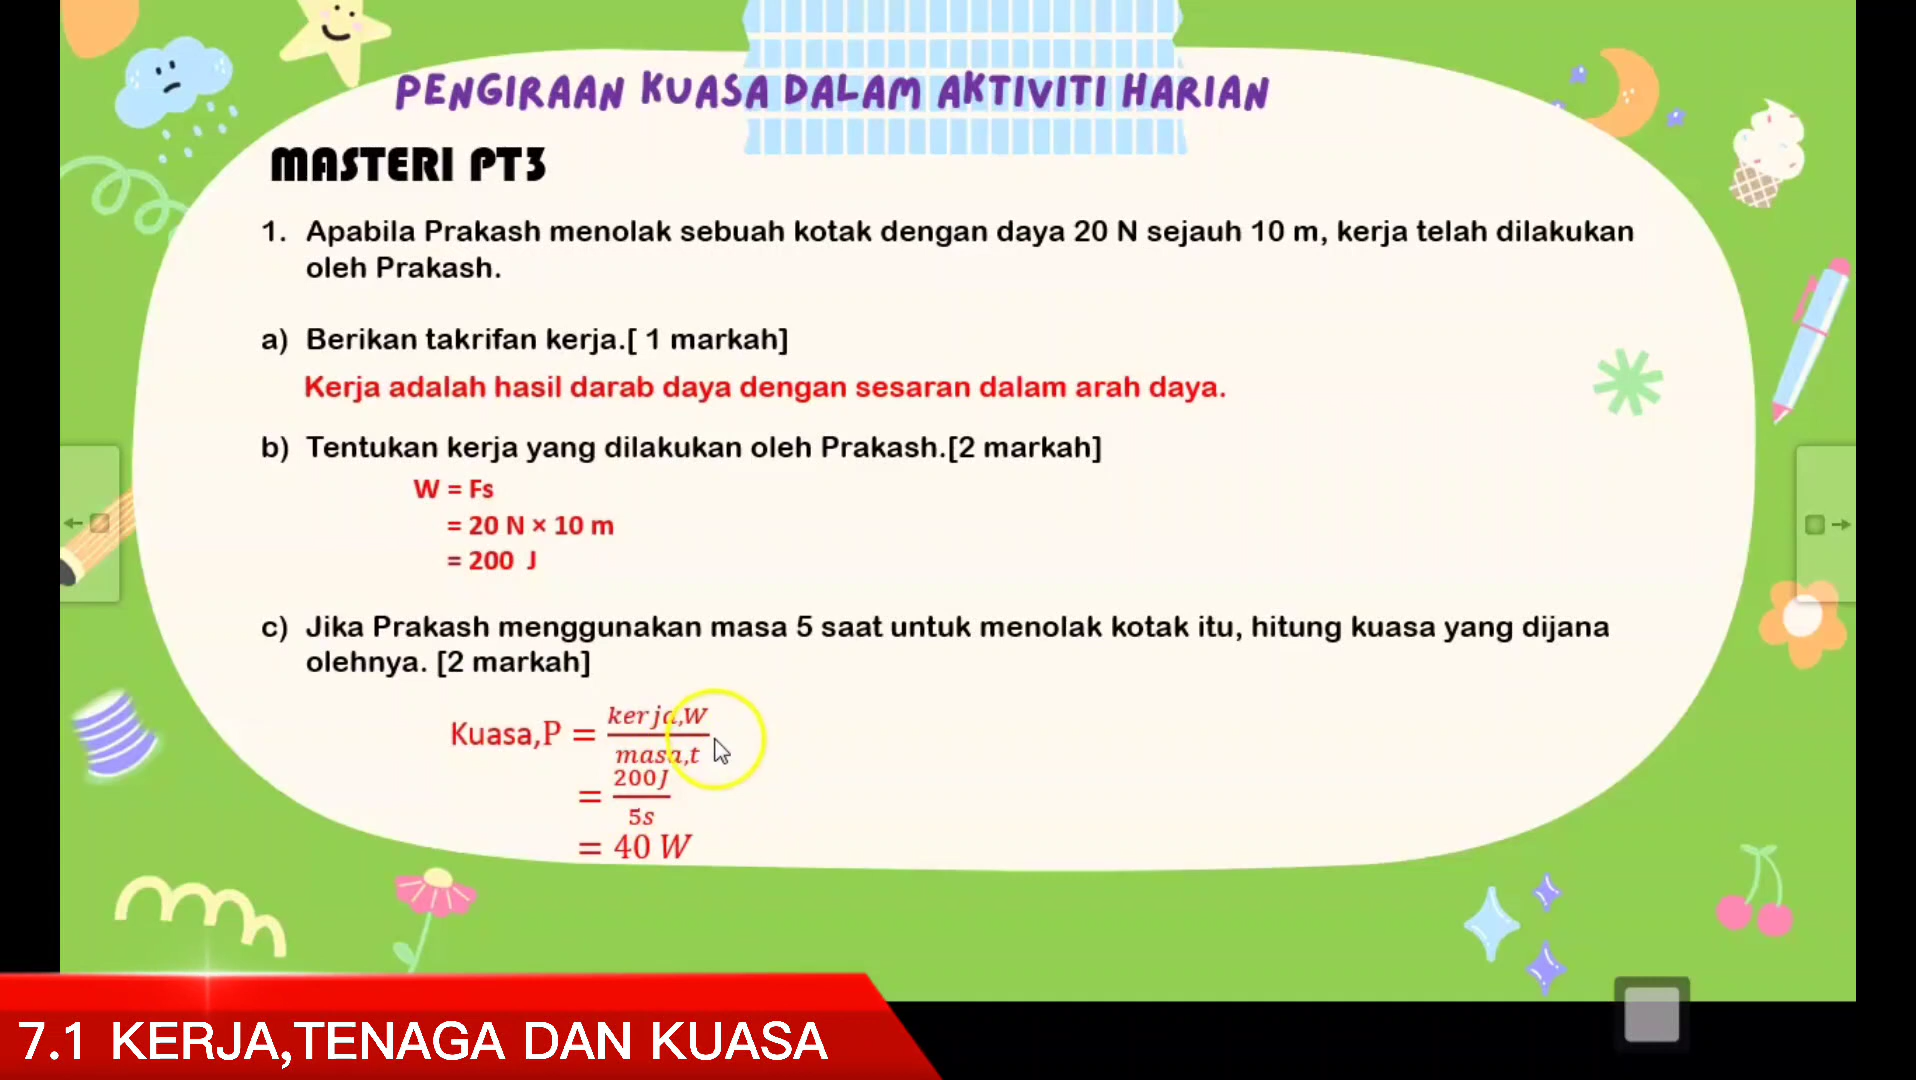 PENGIRAAN KUASA DALAM AKTIVITI HARIAN
MASTERI PT3
1. Apabila Prakash menolak sebuah kotak dengan daya 20 N sejauh 10 m, kerja telah dilakukan
oleh Prakash.
a) Berikan takrifan kerja.[ 1 markah]
Kerja adalah hasil darab daya dengan sesaran dalam arah daya.
b) Tentukan kerja yang dilakukan oleh Prakash.[2 markah]
W = Fs
= 20 N × 10 m
= 200 J
c) Jika Prakash menggunakan masa 5 saat untuk menolak kotak itu, hitung kuasa yang dijana
olehnya. [2 markah]
Kuasa,P = kerja,W / masa,t
= 200J / 5s
= 40 W
7.1 KERJA,TENAGA DAN KUASA